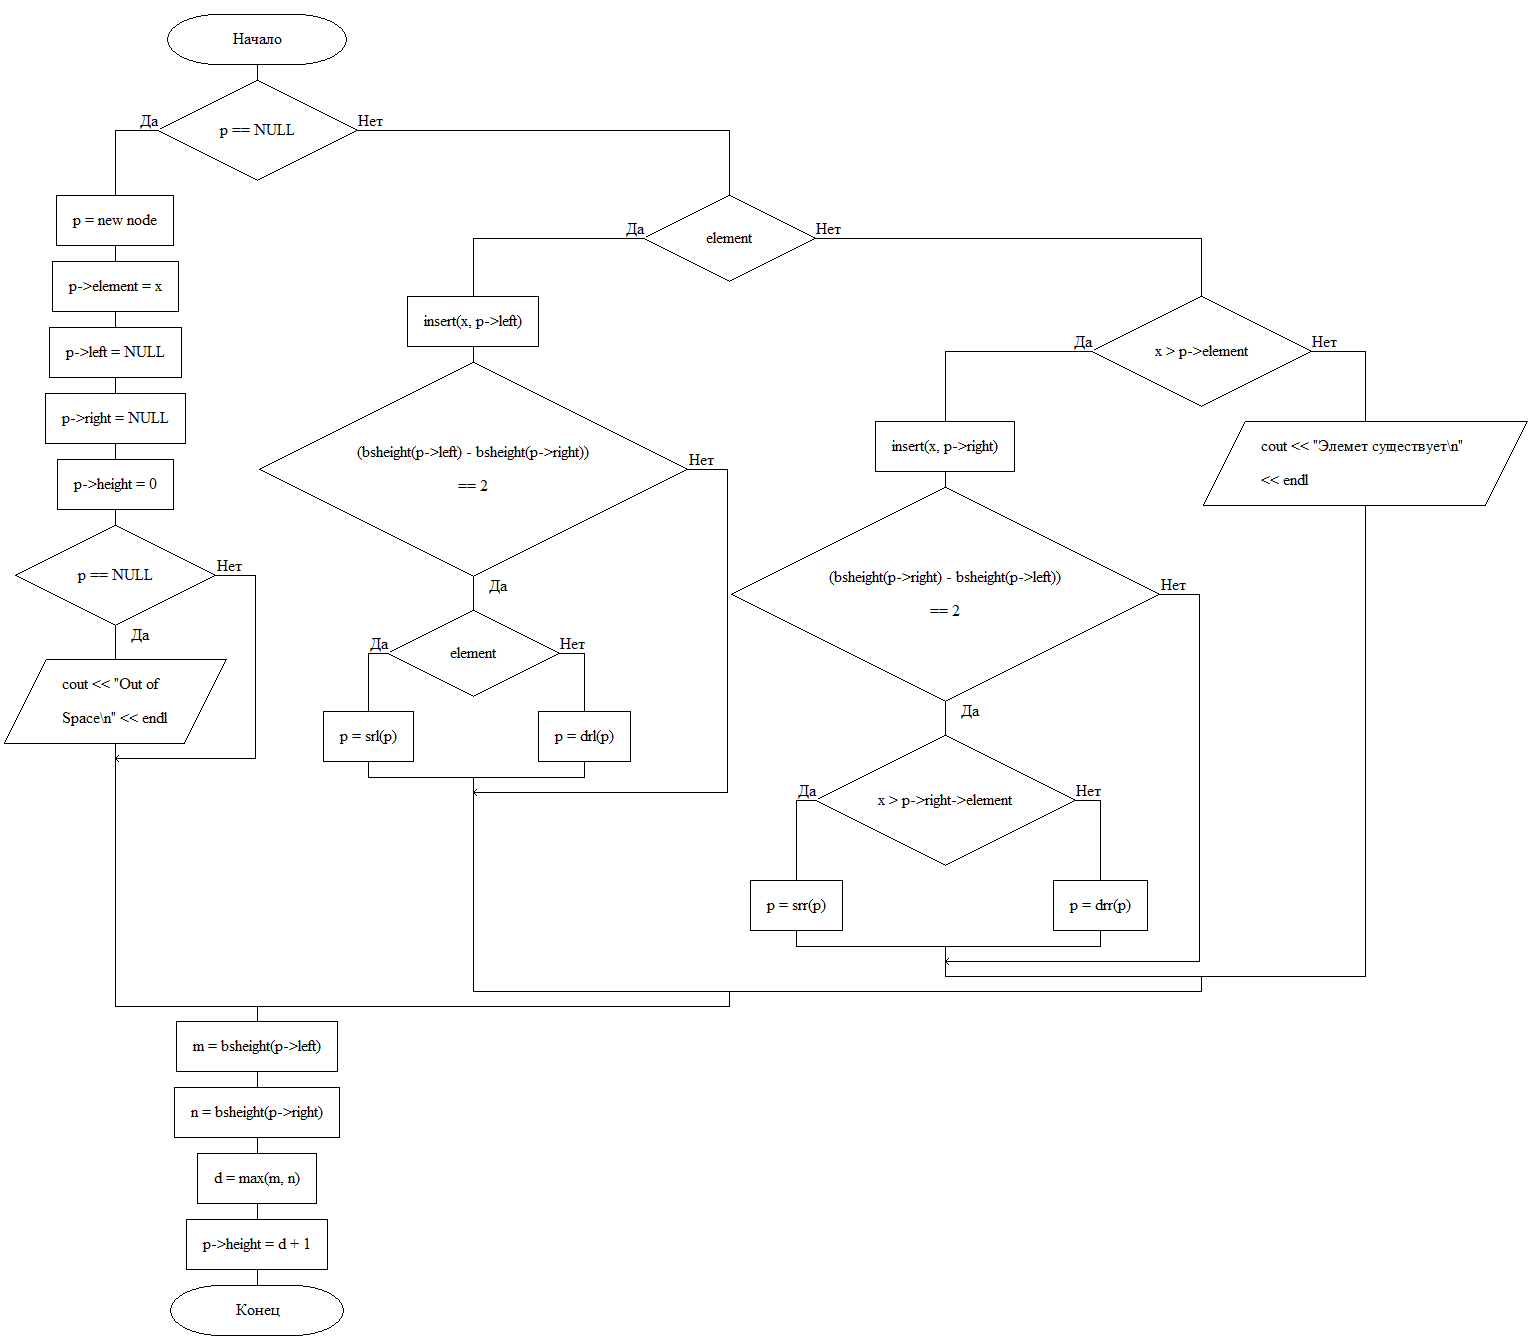 Начало
p == NULL
Да
Нет
p = new node
p->element = x
p->left = NULL
p->right = NULL
p->height = 0
p == NULL
Нет
Да
cout << "Out of
Space\n" << endl
element
Да
Нет
insert(x, p->left)
(bsheight(p->left) - bsheight(p->right))
== 2
Нет
Да
element
Да
Нет
p = srl(p)
p = drl(p)
x > p->element
Да
Нет
insert(x, p->right)
(bsheight(p->right) - bsheight(p->left))
== 2
Нет
Да
x > p->right->element
Да
Нет
p = srr(p)
p = drr(p)
cout << "Элемет существует\n"
<< endl
m = bsheight(p->left)
n = bsheight(p->right)
d = max(m, n)
p->height = d + 1
Конец